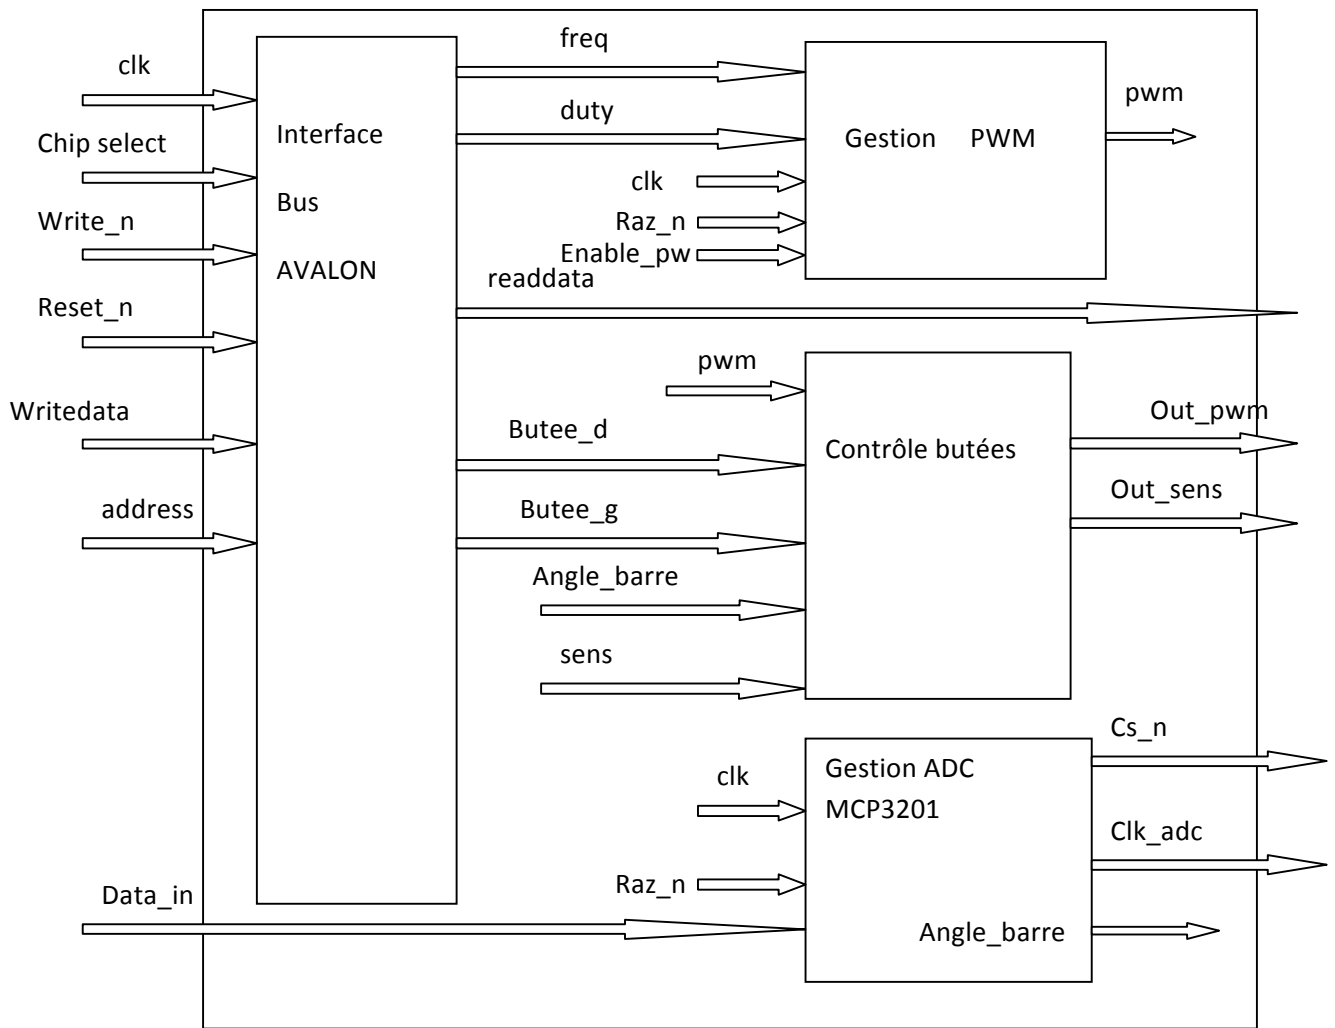 freq
clk
duty
pwm
Chip select
Interface
Gestion PWM
clk
Bus
Write_n
Raz_n
Enable_pw
AVALON
readdata
Reset_n
pwm
Writedata
Out_pwm
Butee_d
Contrôle butées
address
Butee_g
Out_sens
Angle_barre
sens
Cs_n
clk
Gestion ADC
MCP3201
Clk_adc
Data_in
Raz_n
Angle_barre